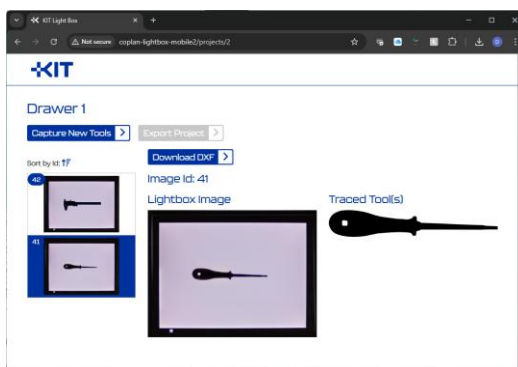 KIT Light Box
Not secure coplan-lightbox-mobile2/projects/2
KIT
Drawer 1
Capture New Tools
Export Project
Sort by Id:
Download DXF
42
Image Id: 41
Lightbox Image
Traced Tool(s)
41